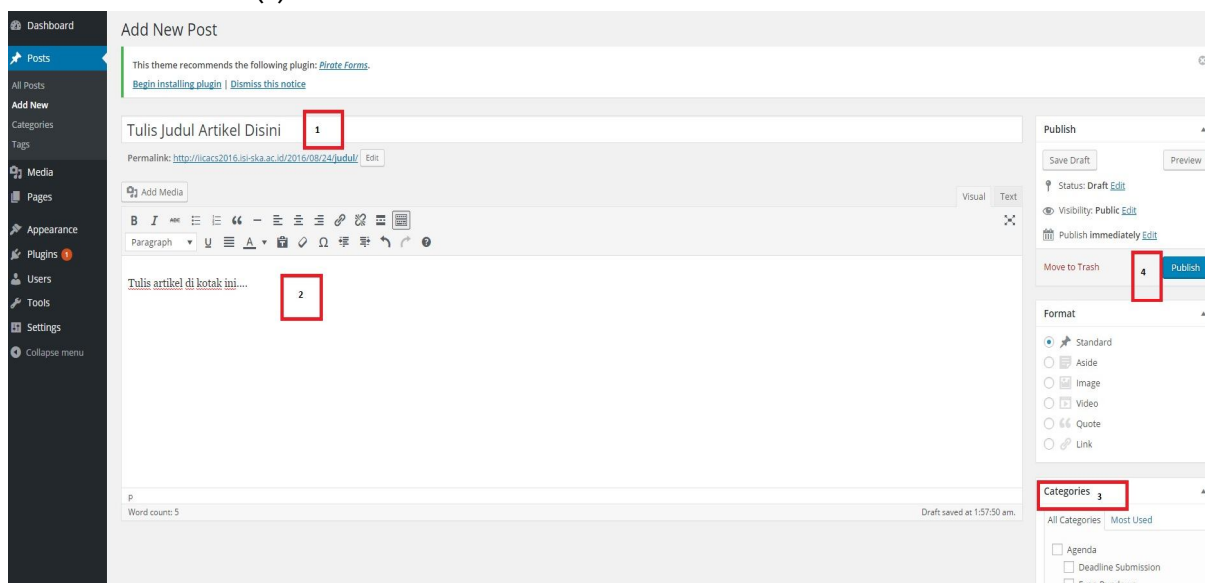 Dashboard
Posts
All Posts
Add New
Categories
Tags
Media
Pages
Appearance
Plugins 1
Users
Tools
Settings
Collapse menu
Add New Post
This theme recommends the following plugin: Pirate Forms.
Begin installing plugin | Dismiss this notice
Tulis Judul Artikel Disini 1
Permalink: http://iicacs2016.isi-ska.ac.id/2016/08/24/judul/ Edit
Add Media
Visual Text
B I ABC
Paragraph U A
Tulis artikel di kotak ini....
2
p
Word count: 5 Draft saved at 1:57:50 am.
Publish
Save Draft Preview
Status: Draft Edit
Visibility: Public Edit
Publish immediately Edit
Move to Trash 4 Publish
Format
Standard
Aside
Image
Video
Quote
Link
Categories 3
All Categories Most Used
Agenda
Deadline Submission